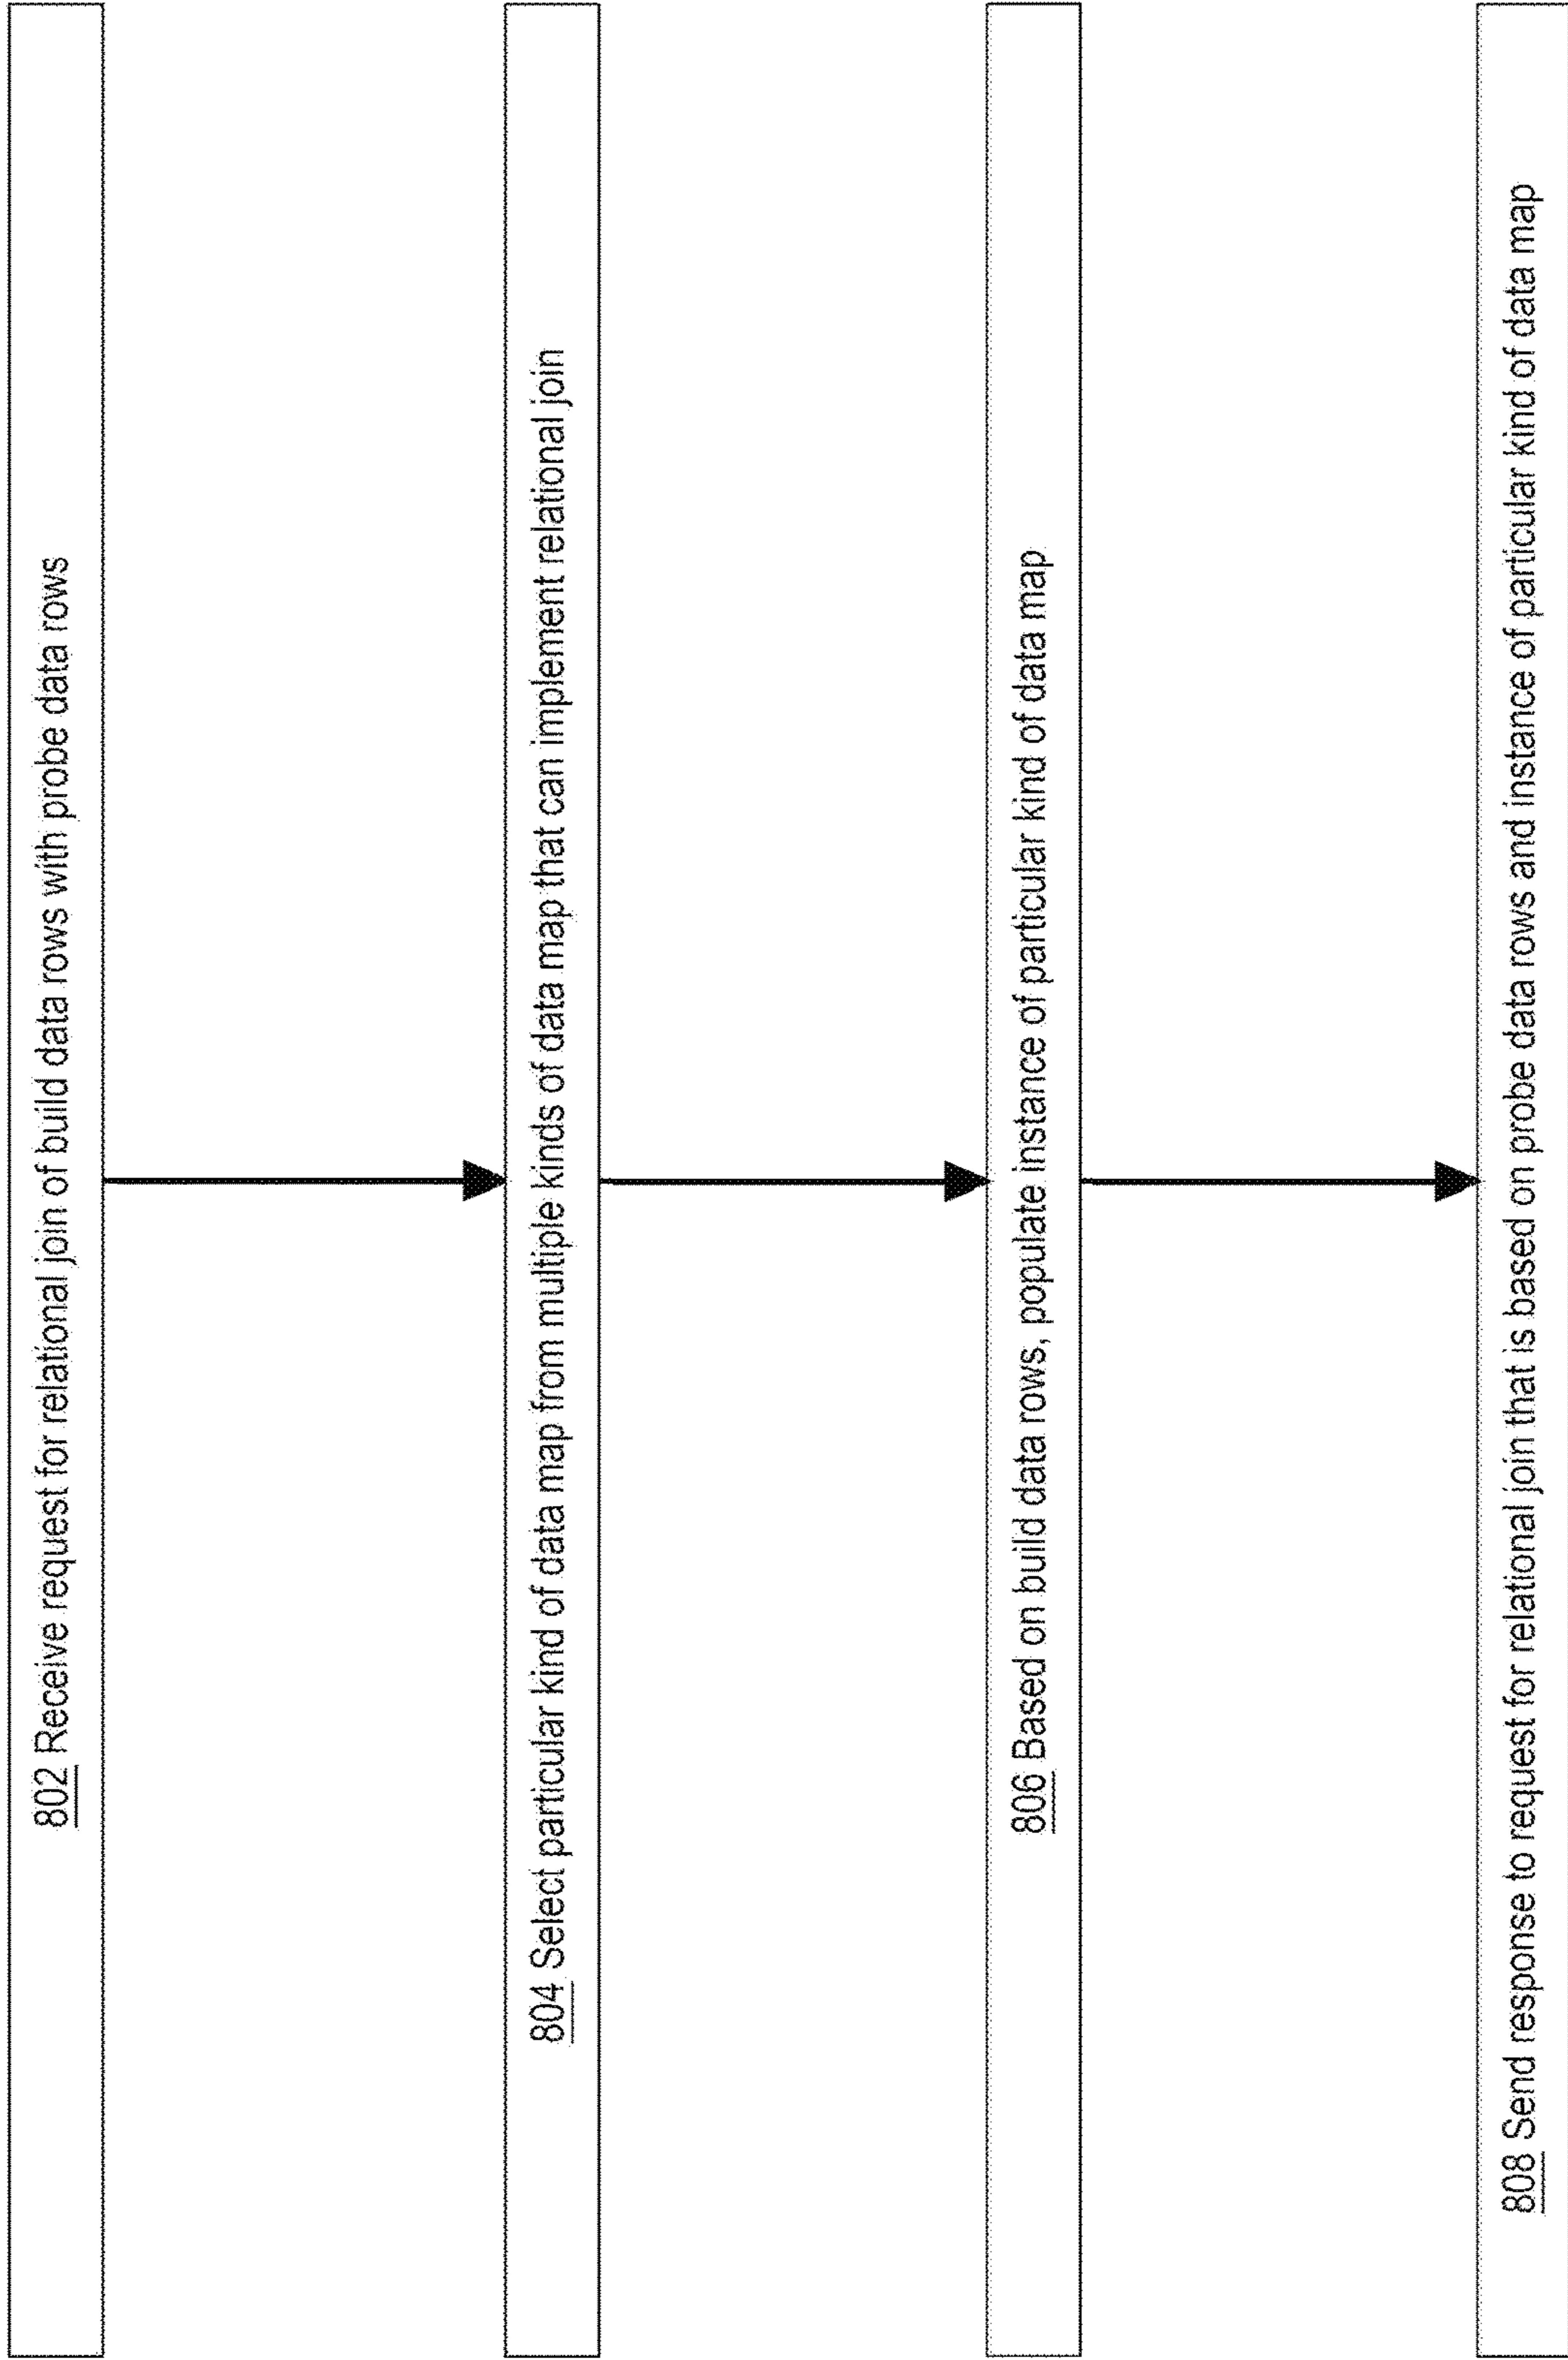 802 Receive request for relational join of build data rows with probe data rows
804 Select particular kind of data map from multiple kinds of data map that can implement relational join
806 Based on build data rows, populate instance of particular kind of data map
808 Send response to request for relational join that is based on probe data rows and instance of particular kind of data map